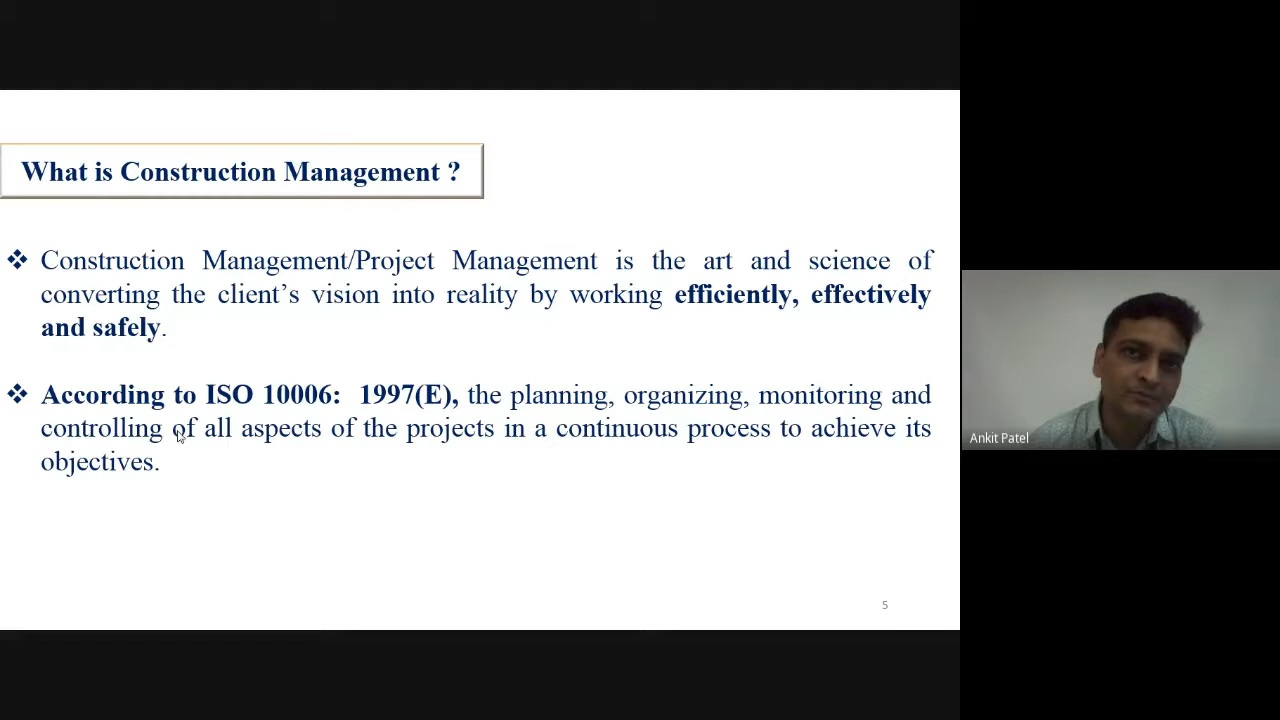 What is Construction Management ?
❖ Construction Management/Project Management is the art and science of
converting the client’s vision into reality by working efficiently, effectively
and safely.
❖ According to ISO 10006: 1997(E), the planning, organizing, monitoring and
controlling of all aspects of the projects in a continuous process to achieve its
objectives.
5
Ankit Patel